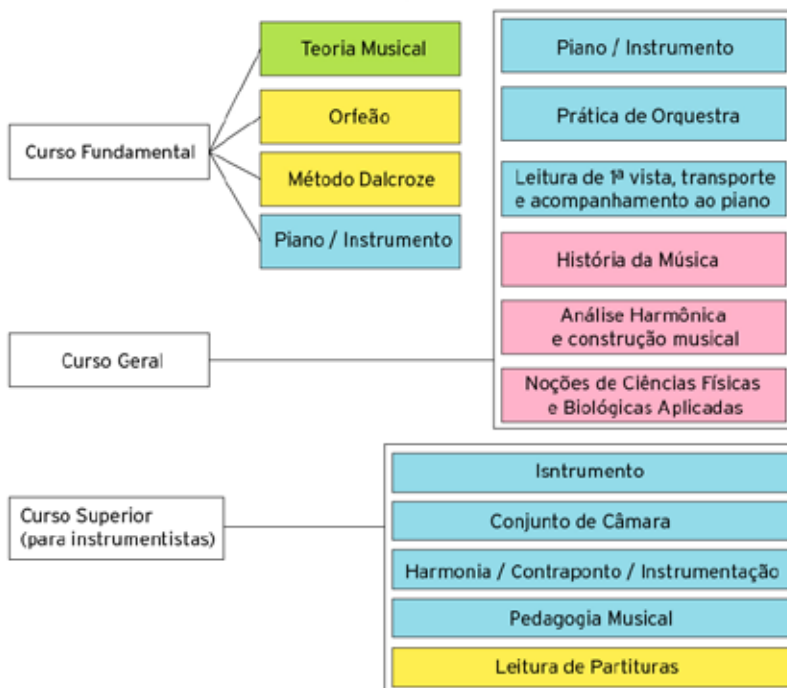 Curso Fundamental
Teoria Musical
Orfeão
Método Dalcroze
Piano / Instrumento
Curso Geral
Piano / Instrumento
Prática de Orquestra
Leitura de 1ª vista, transporte
e acompanhamento ao piano
História da Música
Análise Harmônica
e construção musical
Noções de Ciências Físicas
e Biológicas Aplicadas
Curso Superior
(para instrumentistas)
Isntrumento
Conjunto de Câmara
Harmonia / Contraponto / Instrumentação
Pedagogia Musical
Leitura de Partituras